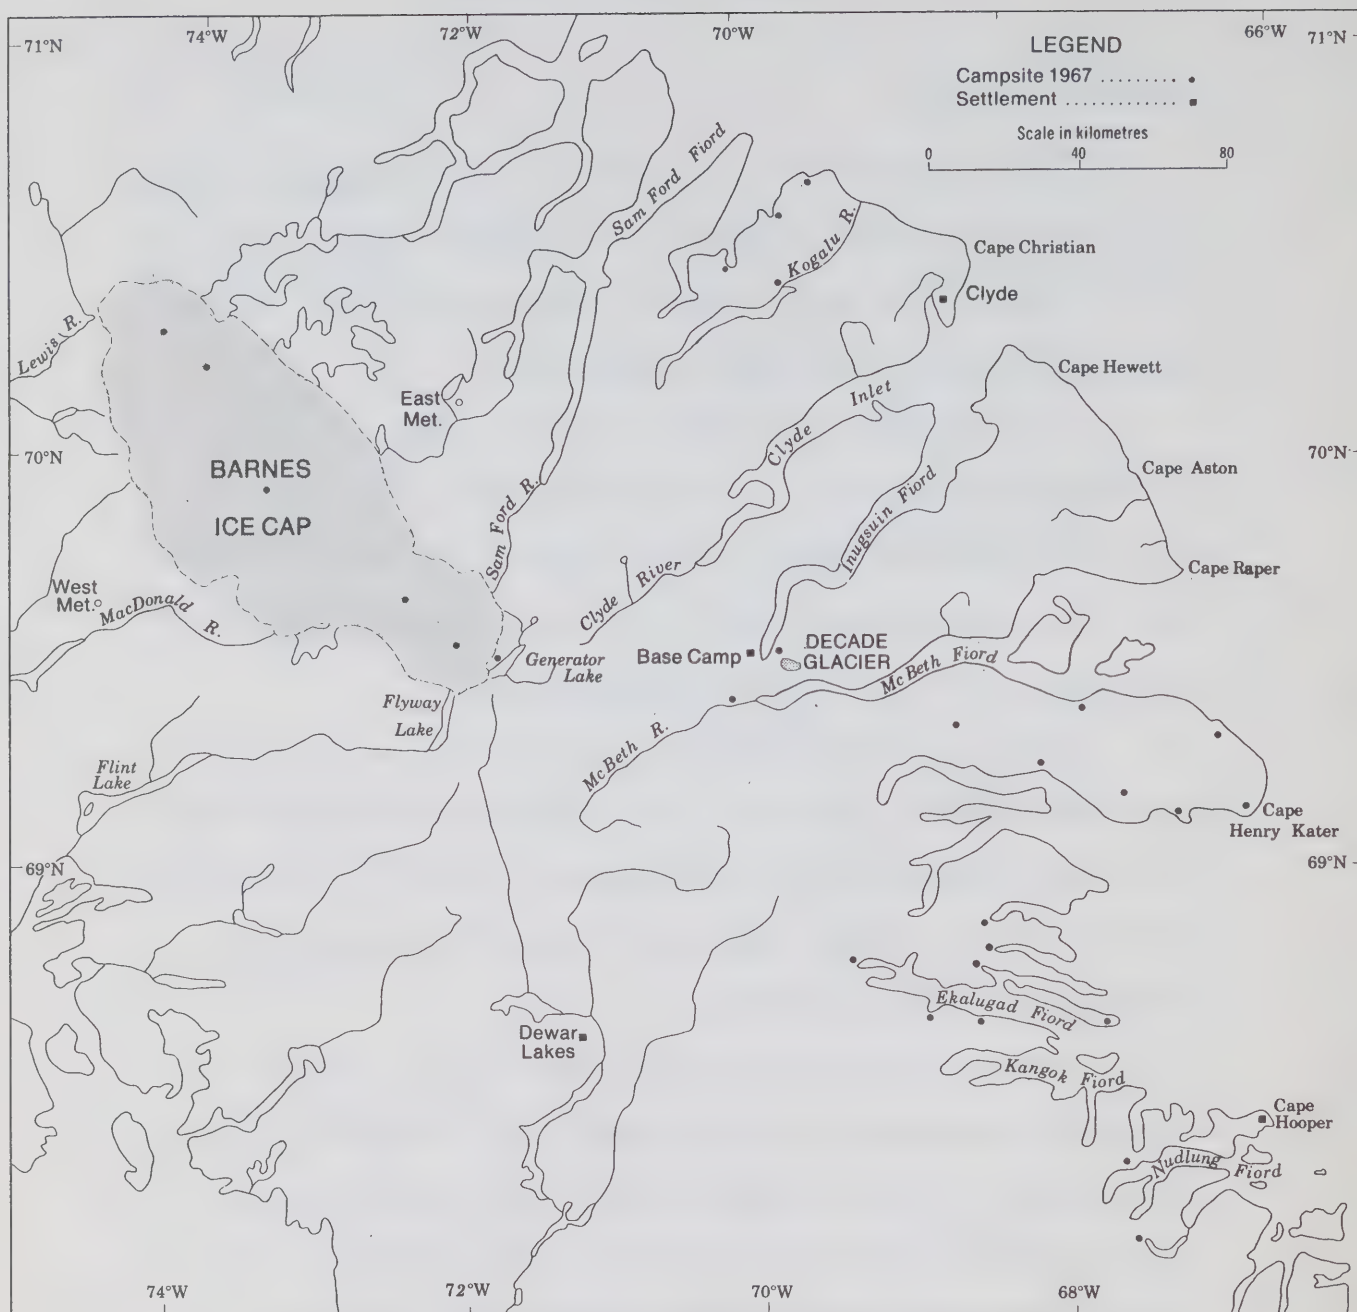 74°W
72°W
70°W
66°W
71°N
71°N
LEGEND
Campsite 1967 .......... •
Settlement ............. ■
Scale in kilometres
0 40 80
Sam Ford Fiord
Kogalu R.
Cape Christian
Clyde
Lewis R.
East
Met.
Clyde Inlet
Cape Hewett
70°N
70°N
BARNES
ICE CAP
Sam Ford R.
Inugsuin Fiord
Cape Aston
Cape Raper
West
Met.
MacDonald R.
Clyde River
Base Camp
DECADE
GLACIER
Generator
Lake
McBeth Fiord
Flyway
Lake
McBeth R.
Flint
Lake
Cape
Henry Kater
69°N
69°N
Ekalugad Fiord
Dewar
Lakes
Kangok Fiord
Cape
Hooper
Nudlung Fiord
74°W
72°W
70°W
68°W